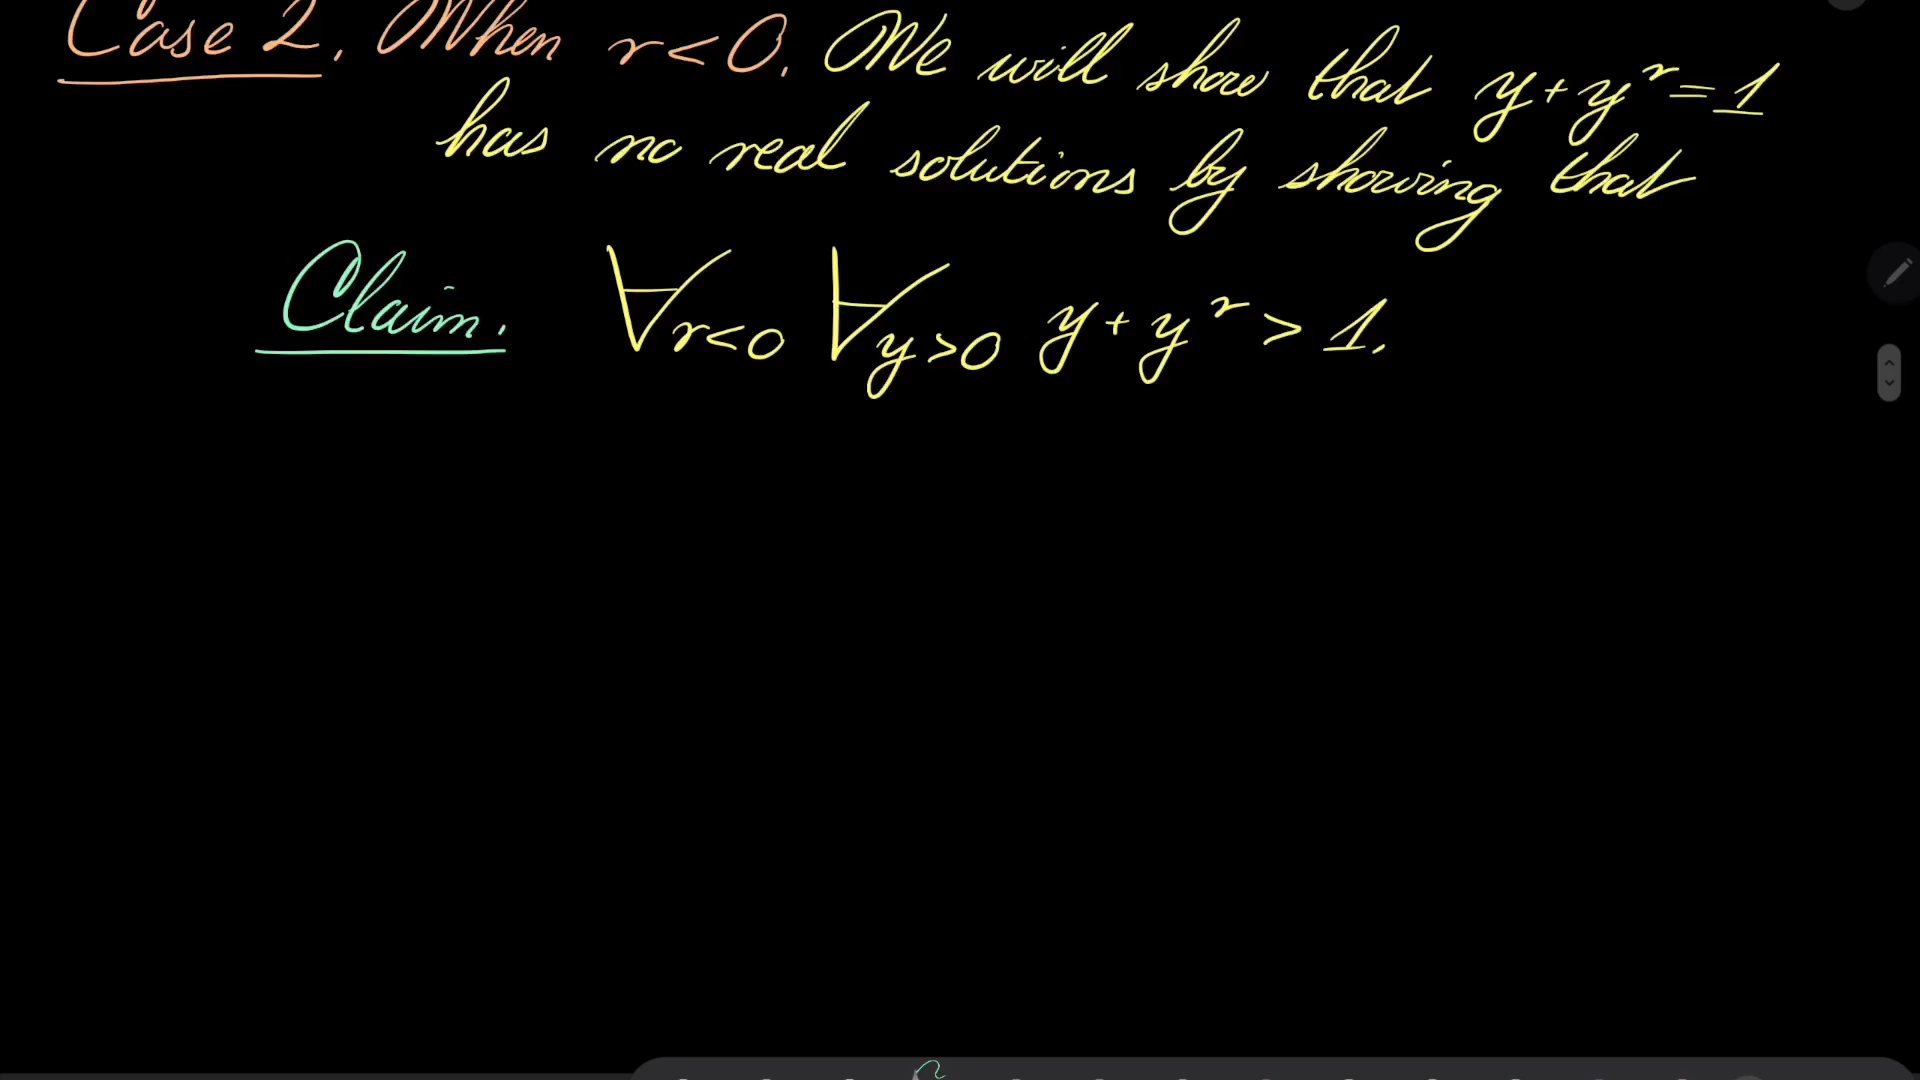 Case 2. When r<0. We will show that y+y^r=1
has no real solutions by showing that
Claim. ∀r<0 ∀y>0 y+y^r>1.